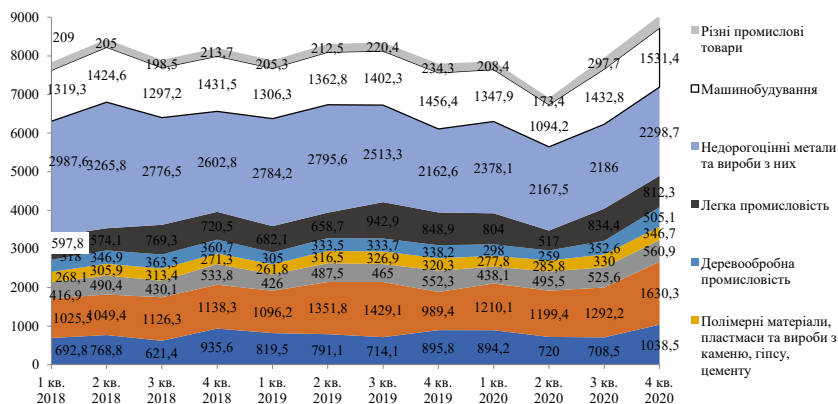 9000
8000
7000
6000
5000
4000
3000
2000
1000
0
209 205 198,5 213,7 205,3 212,5 220,4 234,3 208,4 173,4 297,7
1319,3 1424,6 1297,2 1431,5 1306,3 1362,8 1402,3 1456,4 1347,9 1094,2 1432,8 1531,4
2987,6 3265,8 2776,5 2602,8 2784,2 2795,6 2513,3 2162,6 2378,1 2167,5 2186 2298,7
597,8 574,1 769,3 720,5 682,1 658,7 942,9 848,9 804 517 834,4 812,3
318 346,9 363,5 360,7 305 333,5 333,7 338,2 298 259 352,6 505,1
268,1 305,9 313,4 271,3 261,8 316,5 326,9 320,3 277,8 285,8 330 346,7
416,9 490,4 430,1 533,8 426 487,5 465 552,3 438,1 495,5 525,6 560,9
1025,5 1049,4 1126,3 1138,3 1096,2 1351,8 1429,1 989,4 1210,1 1199,4 1292,2 1630,3
692,8 768,8 621,4 935,6 819,5 791,1 714,1 895,8 894,2 720 708,5 1038,5
1 кв. 2 кв. 3 кв. 4 кв. 1 кв. 2 кв. 3 кв. 4 кв. 1 кв. 2 кв. 3 кв. 4 кв.
2018 2018 2018 2018 2019 2019 2019 2019 2020 2020 2020 2020
Різні промислові
товари
Машинобудування
Недорогоцінні метали
та вироби з них
Легка промисловість
Деревообробна
промисловість
Полімерні матеріали,
пластмаси та вироби з
каменю, гіпсу,
цементу